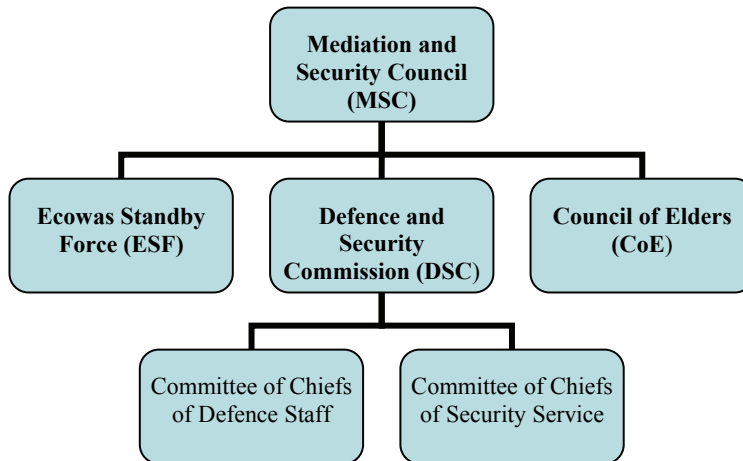 Mediation and
Security Council
(MSC)
Ecowas Standby
Force (ESF)
Defence and
Security
Commission (DSC)
Council of Elders
(CoE)
Committee of Chiefs
of Defence Staff
Committee of Chiefs
of Security Service